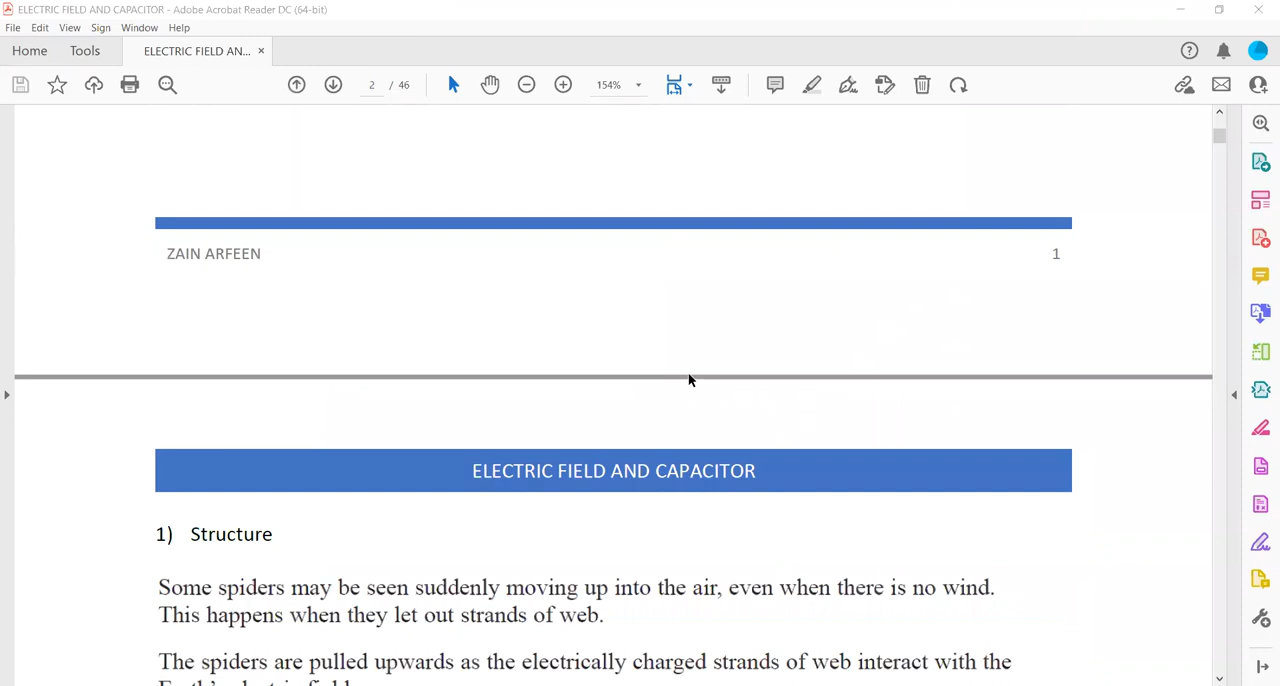 ELECTRIC FIELD AND CAPACITOR - Adobe Acrobat Reader DC (64-bit)
File Edit View Sign Window Help
Home Tools ELECTRIC FIELD AN... ×
2 / 46 154%
ZAIN ARFEEN 1
ELECTRIC FIELD AND CAPACITOR
1) Structure
Some spiders may be seen suddenly moving up into the air, even when there is no wind.
This happens when they let out strands of web.
The spiders are pulled upwards as the electrically charged strands of web interact with the